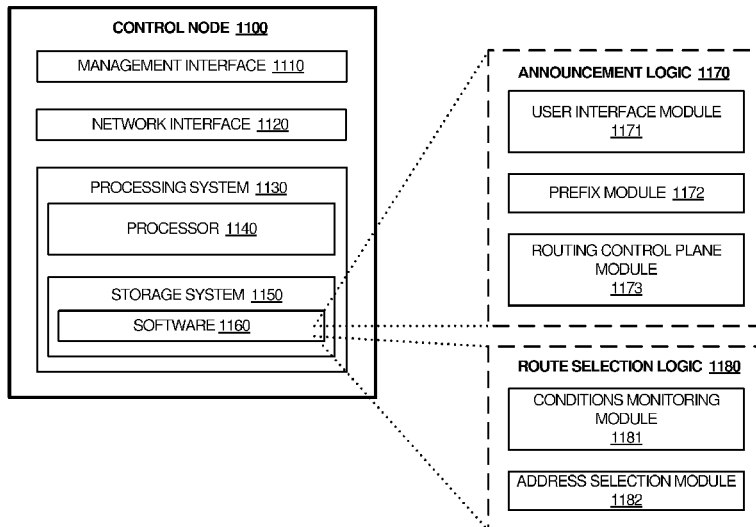 CONTROL NODE 1100
MANAGEMENT INTERFACE 1110
NETWORK INTERFACE 1120
PROCESSING SYSTEM 1130
PROCESSOR 1140
STORAGE SYSTEM 1150
SOFTWARE 1160
ANNOUNCEMENT LOGIC 1170
USER INTERFACE MODULE
1171
PREFIX MODULE 1172
ROUTING CONTROL PLANE
MODULE
1173
ROUTE SELECTION LOGIC 1180
CONDITIONS MONITORING
MODULE
1181
ADDRESS SELECTION MODULE
1182